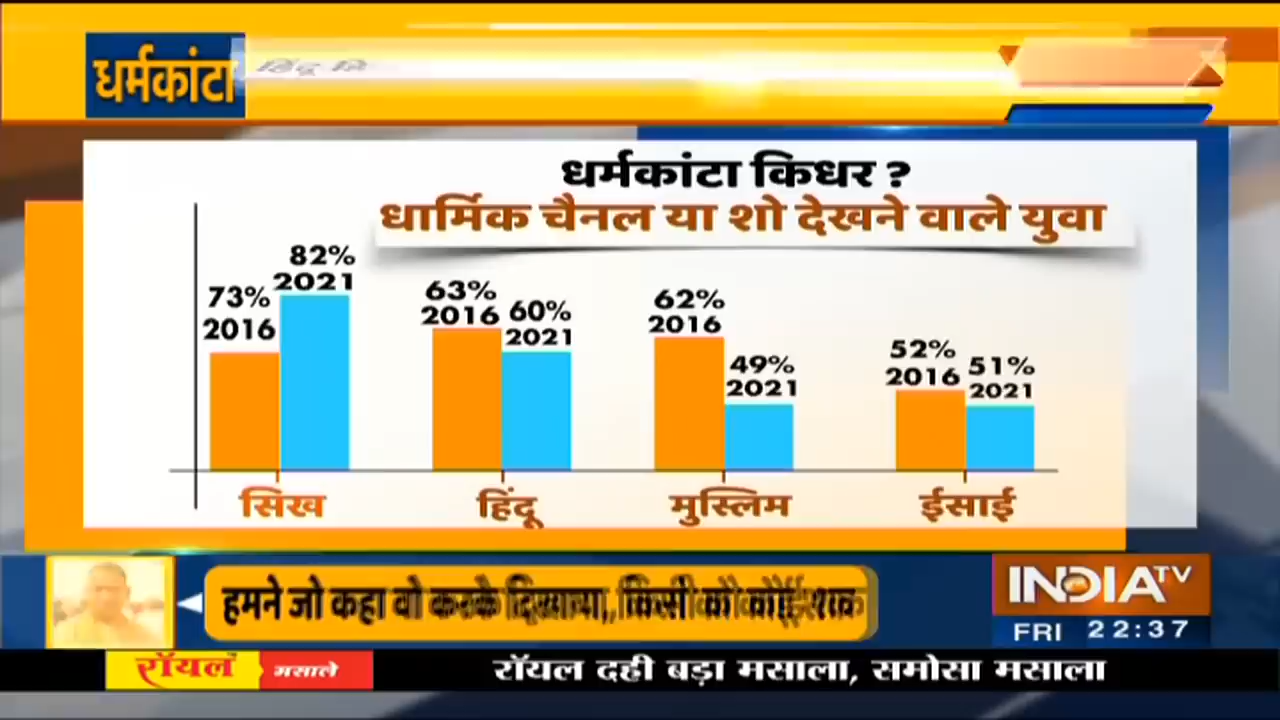 धर्मकांटा
धर्मकांटा किधर ?
धार्मिक चैनल या शो देखने वाले युवा
73%
2016
82%
2021
63%
2016
60%
2021
62%
2016
49%
2021
52%
2016
51%
2021
सिख
हिंदू
मुस्लिम
ईसाई
हमने जो कहा वो करके दिखाया, किसी को कोई शक
INDIA TV
FRI 22:37
रॉयल मसाले
रॉयल दही बड़ा मसाला, समोसा मसाला